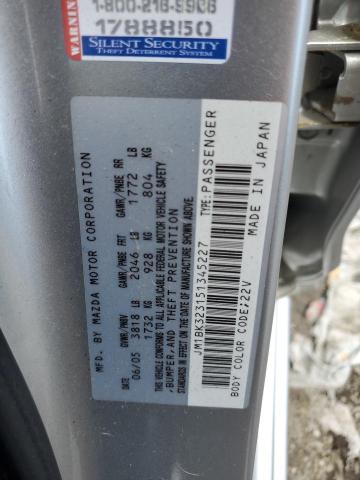 WARNING
1-800-216-9966
1788850
SILENT SECURITY
THEFT DETERRENT SYSTEM
MFD. BY MAZDA MOTOR CORPORATION
06/05 GVWR/PNBV GAWR/PNBE FRT GAWR/PNBE RR
3818 LB 2046 LB 1772 LB
1732 KG 928 KG 804 KG
THIS VEHICLE CONFORMS TO ALL APPLICABLE FEDERAL MOTOR VEHICLE SAFETY
,BUMPER,AND THEFT PREVENTION
STANDARDS IN EFFECT ON THE DATE OF MANUFACTURE SHOWN ABOVE.
JM1BK323151345227 TYPE:PASSENGER
BODY COLOR CODE:22V MADE IN JAPAN